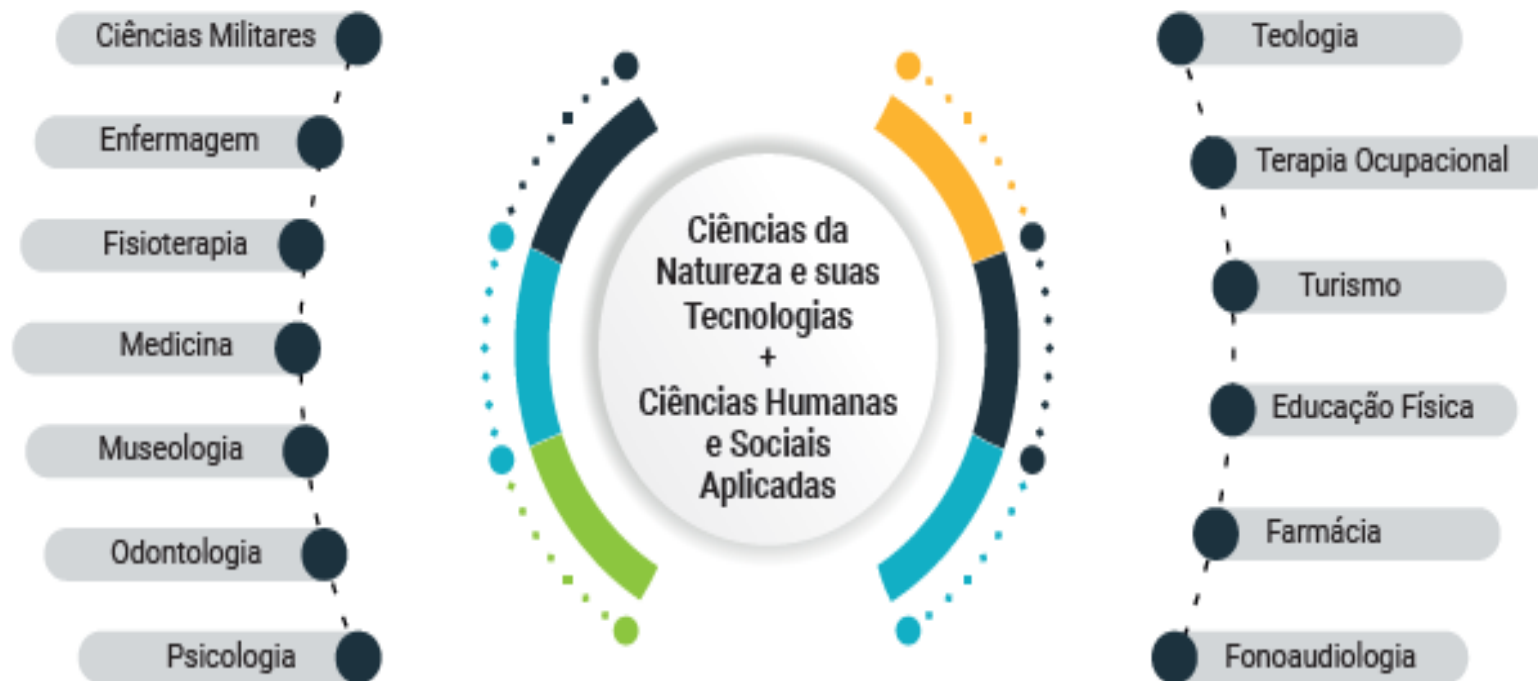 Ciências Militares
Enfermagem
Fisioterapia
Medicina
Museologia
Odontologia
Psicologia
Ciências da
Natureza e suas
Tecnologias
+
Ciências Humanas
e Sociais
Aplicadas
Teologia
Terapia Ocupacional
Turismo
Educação Física
Farmácia
Fonoaudiologia